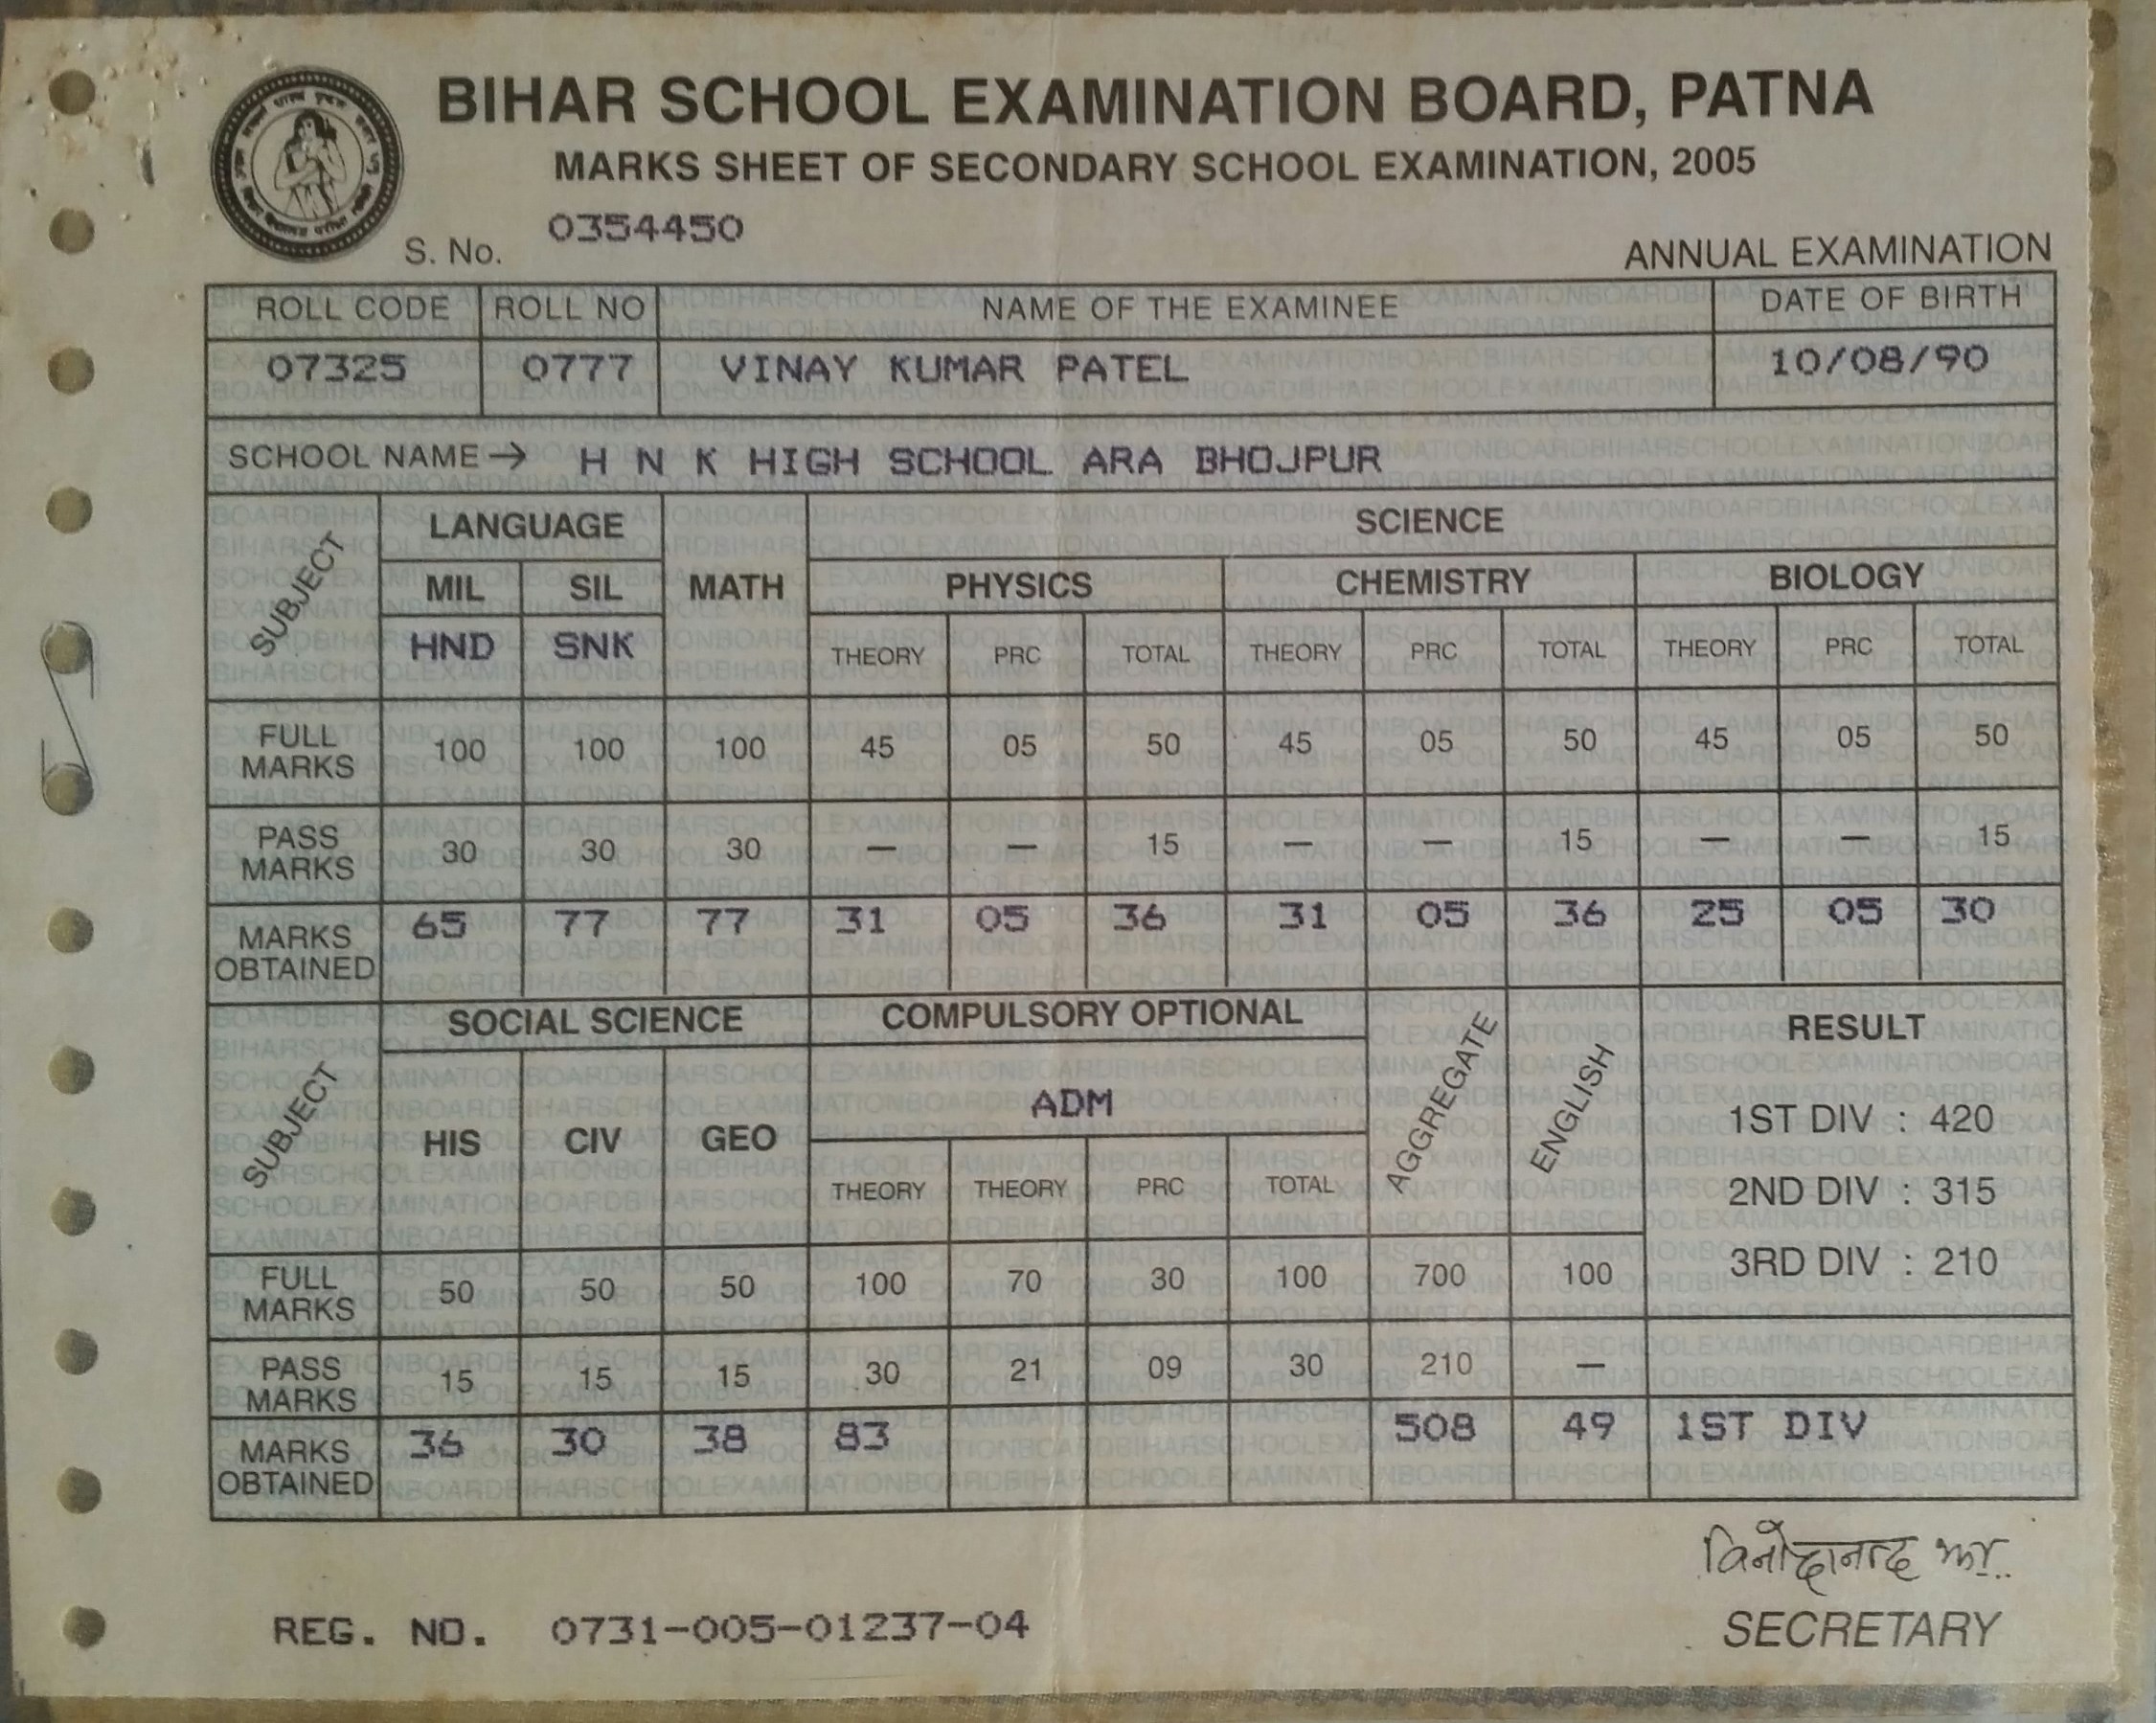 BIHAR SCHOOL EXAMINATION BOARD, PATNA
MARKS SHEET OF SECONDARY SCHOOL EXAMINATION, 2005
S. No. 0354450
ANNUAL EXAMINATION
ROLL CODE ROLL NO NAME OF THE EXAMINEE DATE OF BIRTH
07325 0777 VINAY KUMAR PATEL 10/08/90
SCHOOL NAME → H N K HIGH SCHOOL ARA BHOJPUR
SUBJECT LANGUAGE SCIENCE
MIL SIL MATH PHYSICS CHEMISTRY BIOLOGY
HND SNK THEORY PRC TOTAL THEORY PRC TOTAL THEORY PRC TOTAL
FULL MARKS 100 100 100 45 05 50 45 05 50 45 05 50
PASS MARKS 30 30 30 — — 15 — — 15 — — 15
MARKS OBTAINED 65 77 77 31 05 36 31 05 36 25 05 30
SUBJECT SOCIAL SCIENCE COMPULSORY OPTIONAL AGGREGATE ENGLISH RESULT
HIS CIV GEO ADM
THEORY THEORY PRC TOTAL
1ST DIV : 420
2ND DIV : 315
3RD DIV : 210
FULL MARKS 50 50 50 100 70 30 100 700 100
PASS MARKS 15 15 15 30 21 09 30 210 —
MARKS OBTAINED 36 30 38 83 508 49 1ST DIV
विनोदानन्द झा
REG. NO. 0731-005-01237-04
SECRETARY